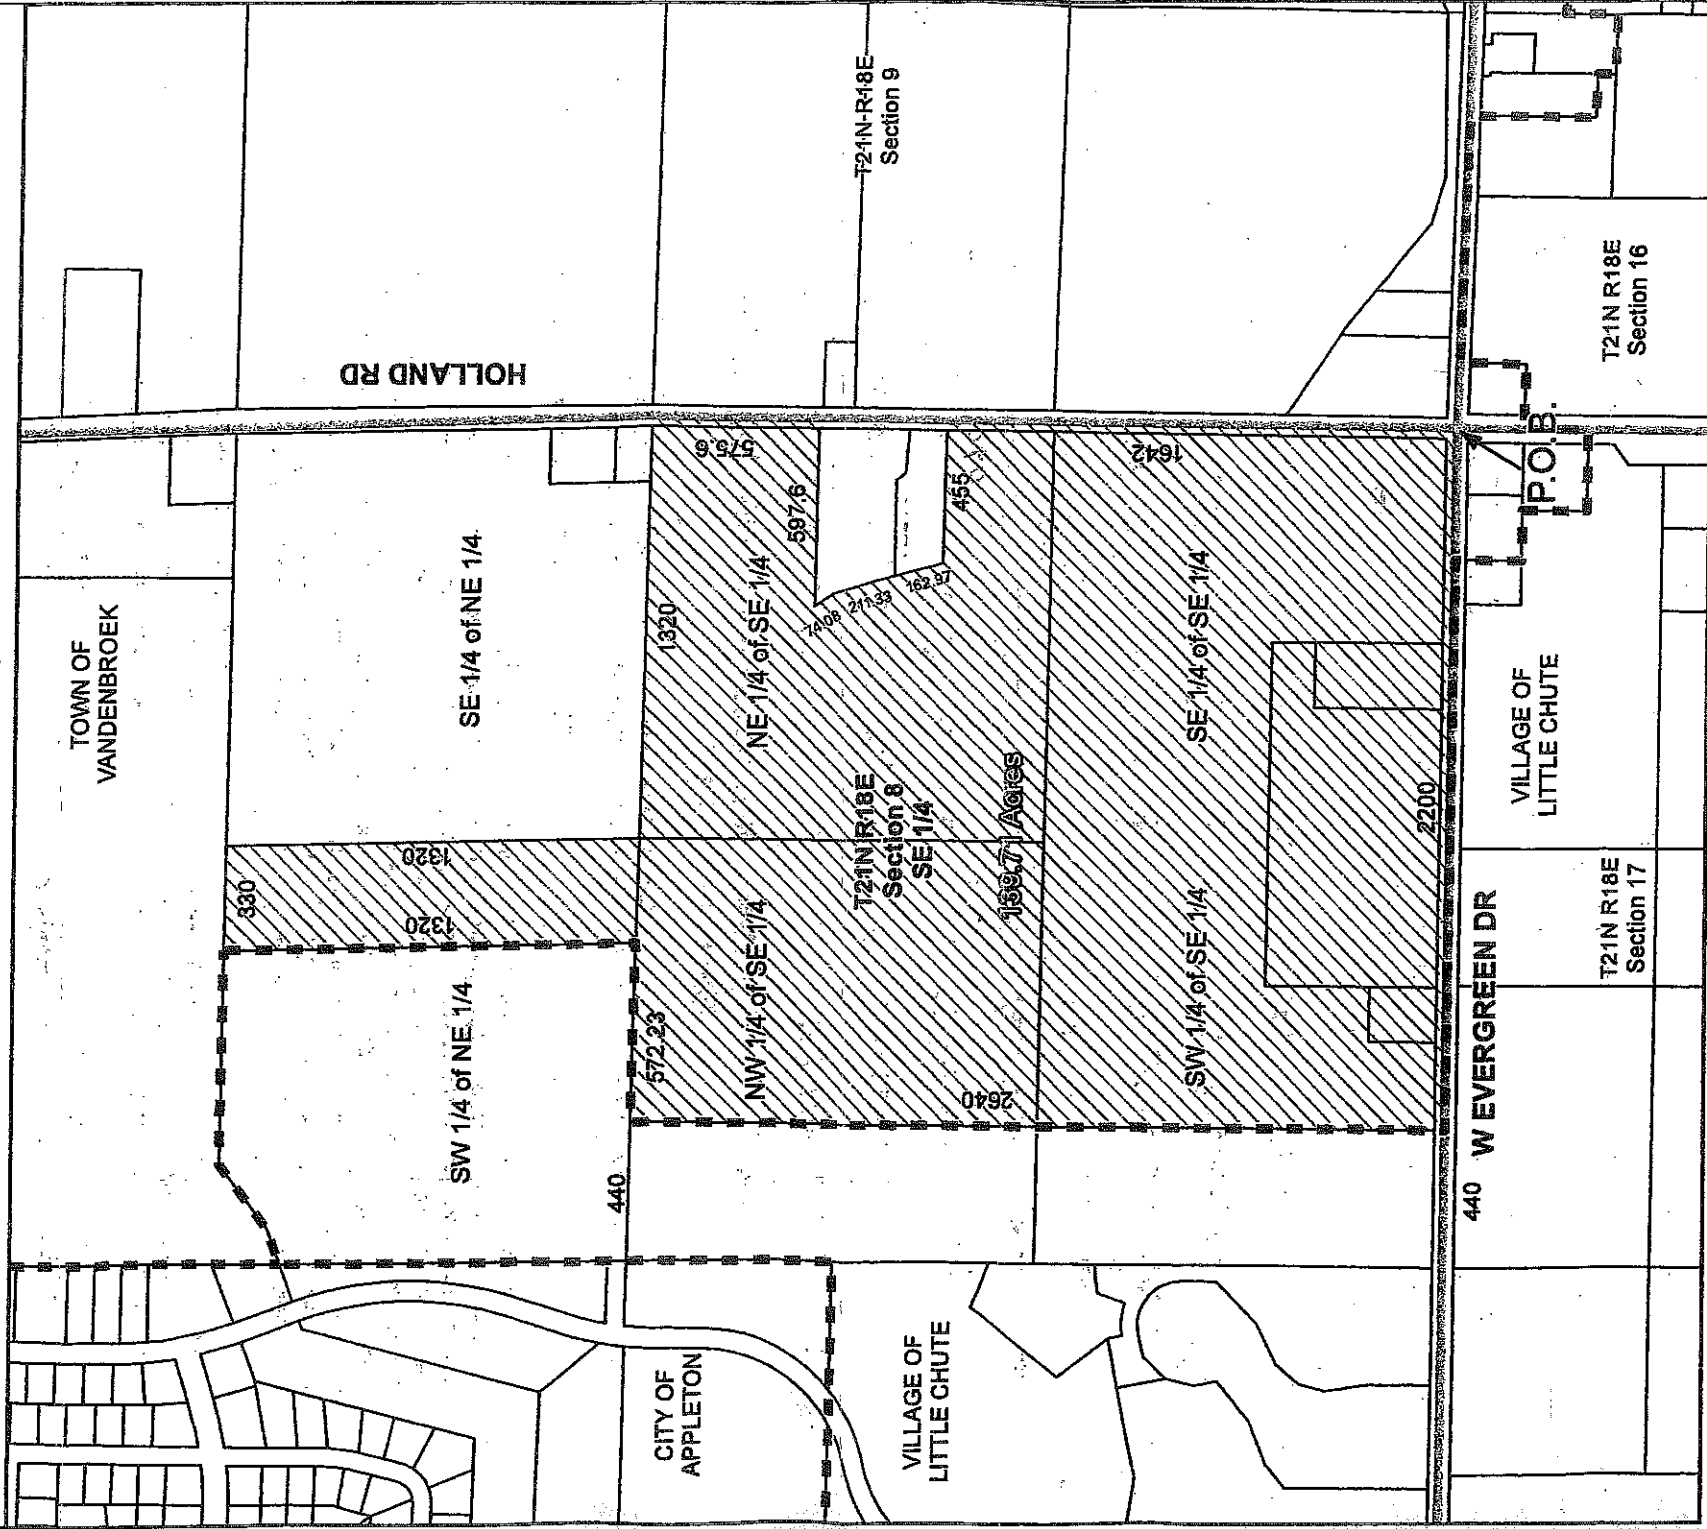 TOWN OF
VANDENBROEK
HOLLAND RD
T21N-R18E
Section 9
SE 1/4 of NE 1/4
SW 1/4 of NE 1/4
330
1320
1320
440
572.23
1320
575.6
597.6
74.08
211.33
162.97
455
1642
NE 1/4 of SE 1/4
NW 1/4 of SE 1/4
T21N R18E
Section 8
SE 1/4
139.71 Acres
2640
SE 1/4 of SE 1/4
SW 1/4 of SE 1/4
2200
440
W EVERGREEN DR
P.O.B.
CITY OF
APPLETON
VILLAGE OF
LITTLE CHUTE
VILLAGE OF
LITTLE CHUTE
T21N R18E
Section 17
T21N R18E
Section 16